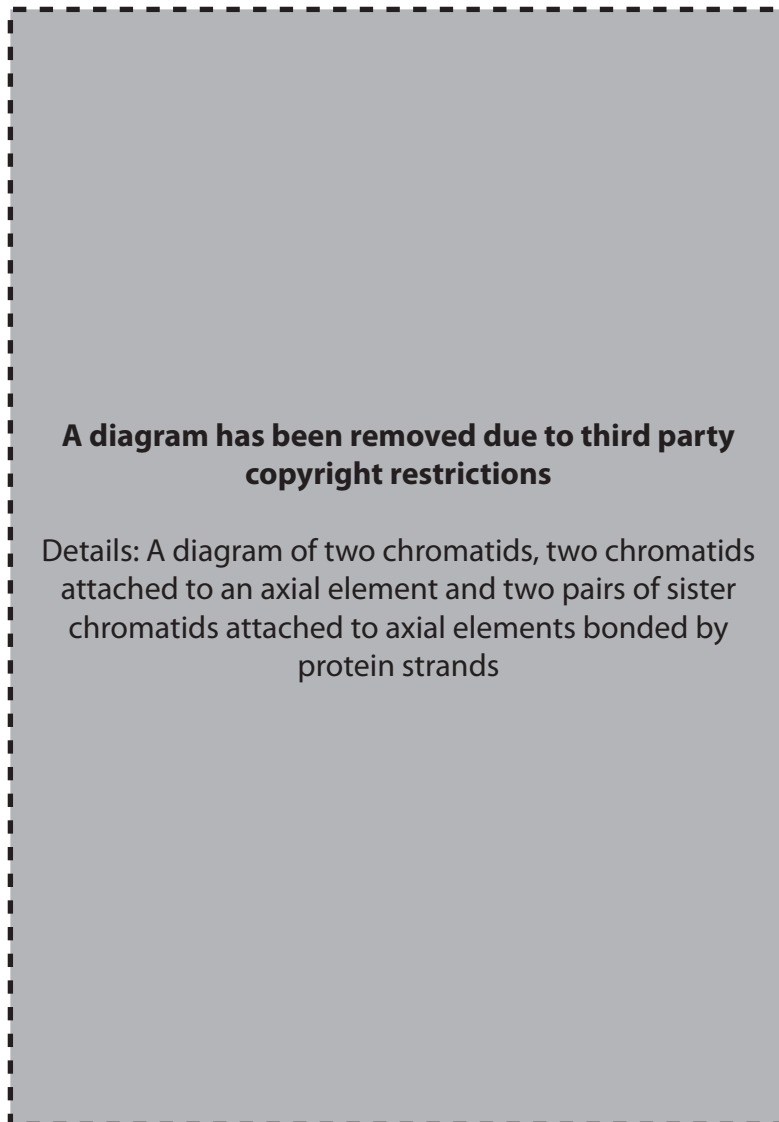 A diagram has been removed due to third party
copyright restrictions
Details: A diagram of two chromatids, two chromatids
attached to an axial element and two pairs of sister
chromatids attached to axial elements bonded by
protein strands